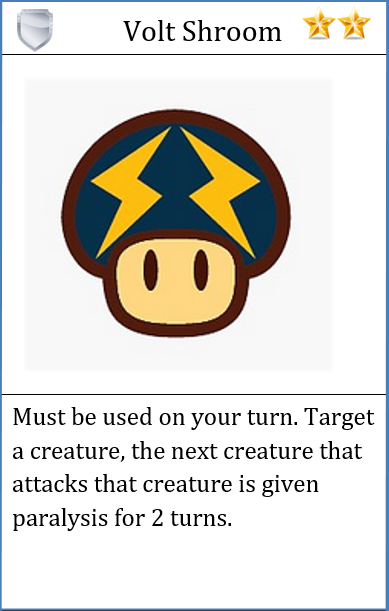 Volt Shroom
Must be used on your turn. Target
a creature, the next creature that
attacks that creature is given
paralysis for 2 turns.